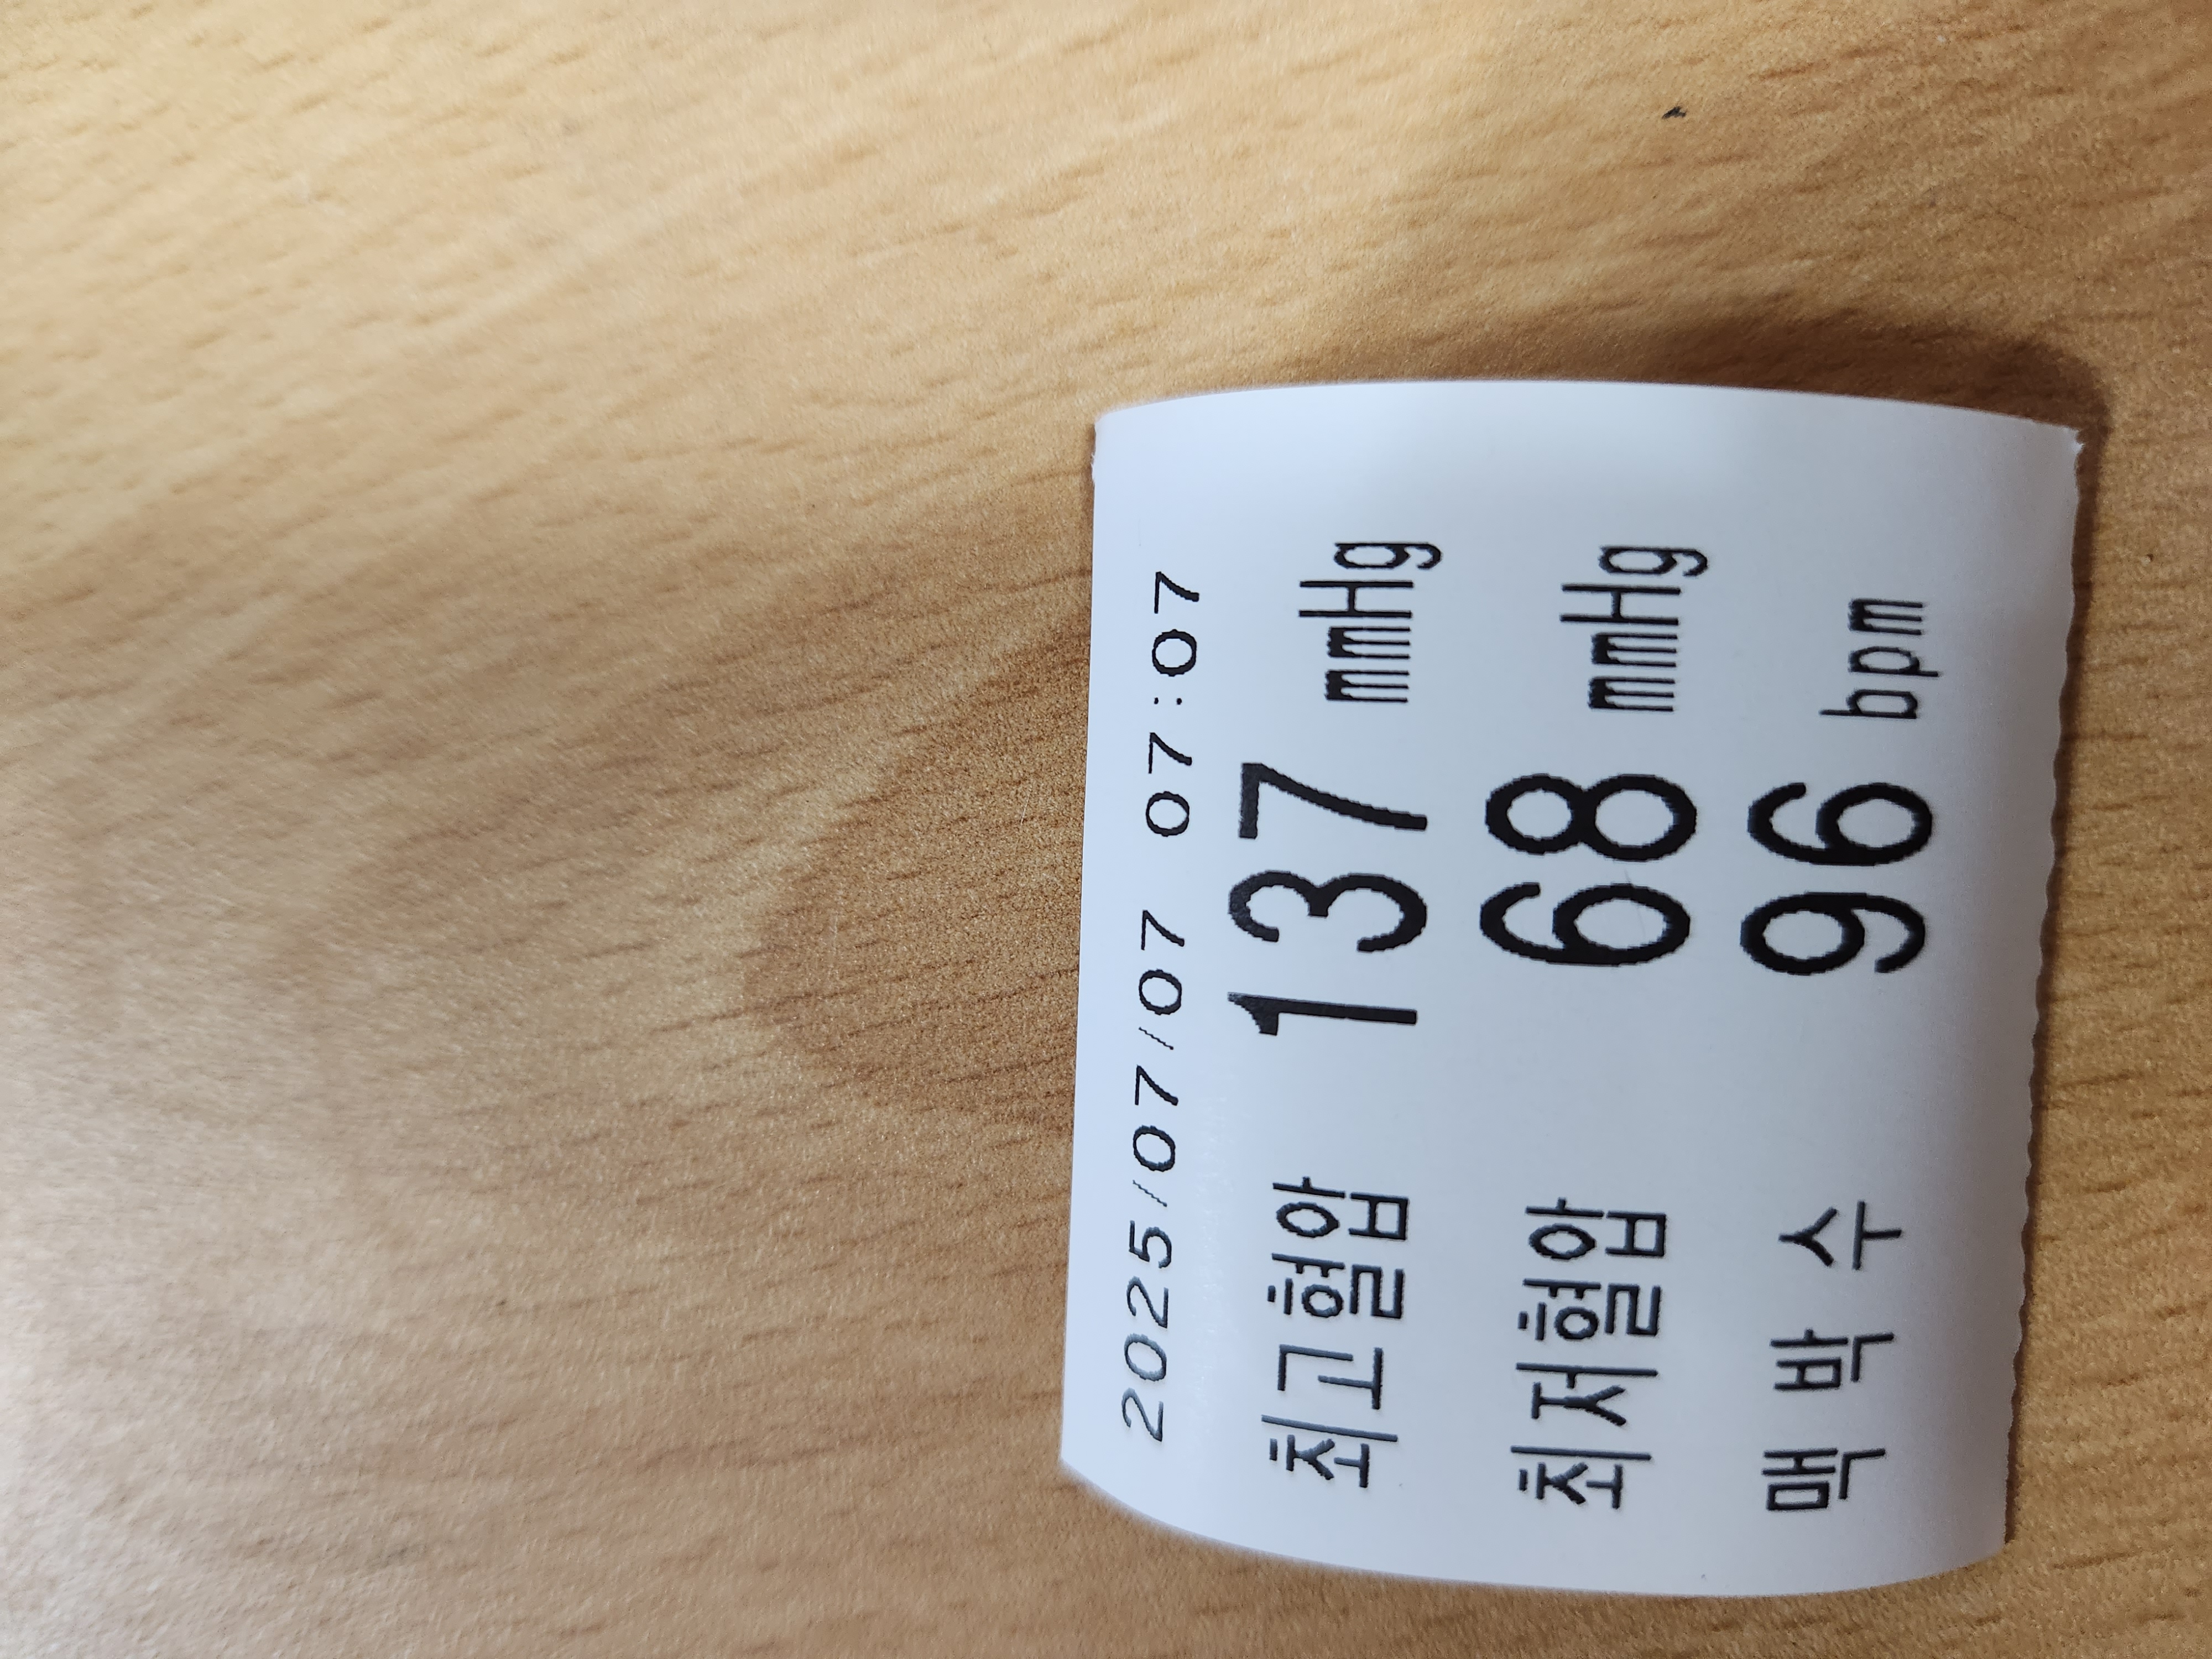 2025/07/07 07:07
최고혈압 137 mmHg
최저혈압 68 mmHg
맥 박 수 96 bpm